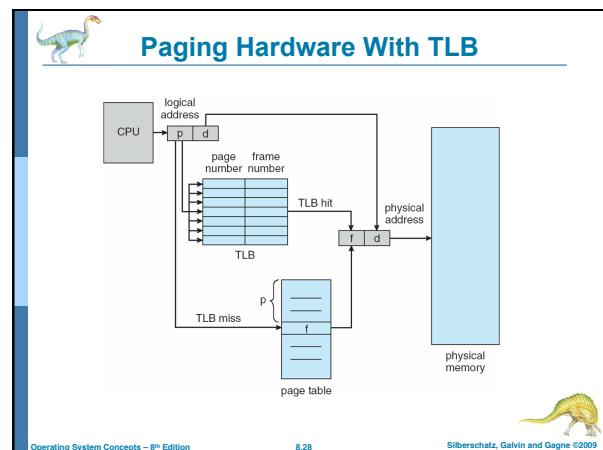 Paging Hardware With TLB
logical
address
CPU
p d
page
number
frame
number
TLB hit
physical
address
f d
TLB
p
TLB miss
f
physical
memory
page table
Operating System Concepts – 8th Edition
8.28
Silberschatz, Galvin and Gagne ©2009